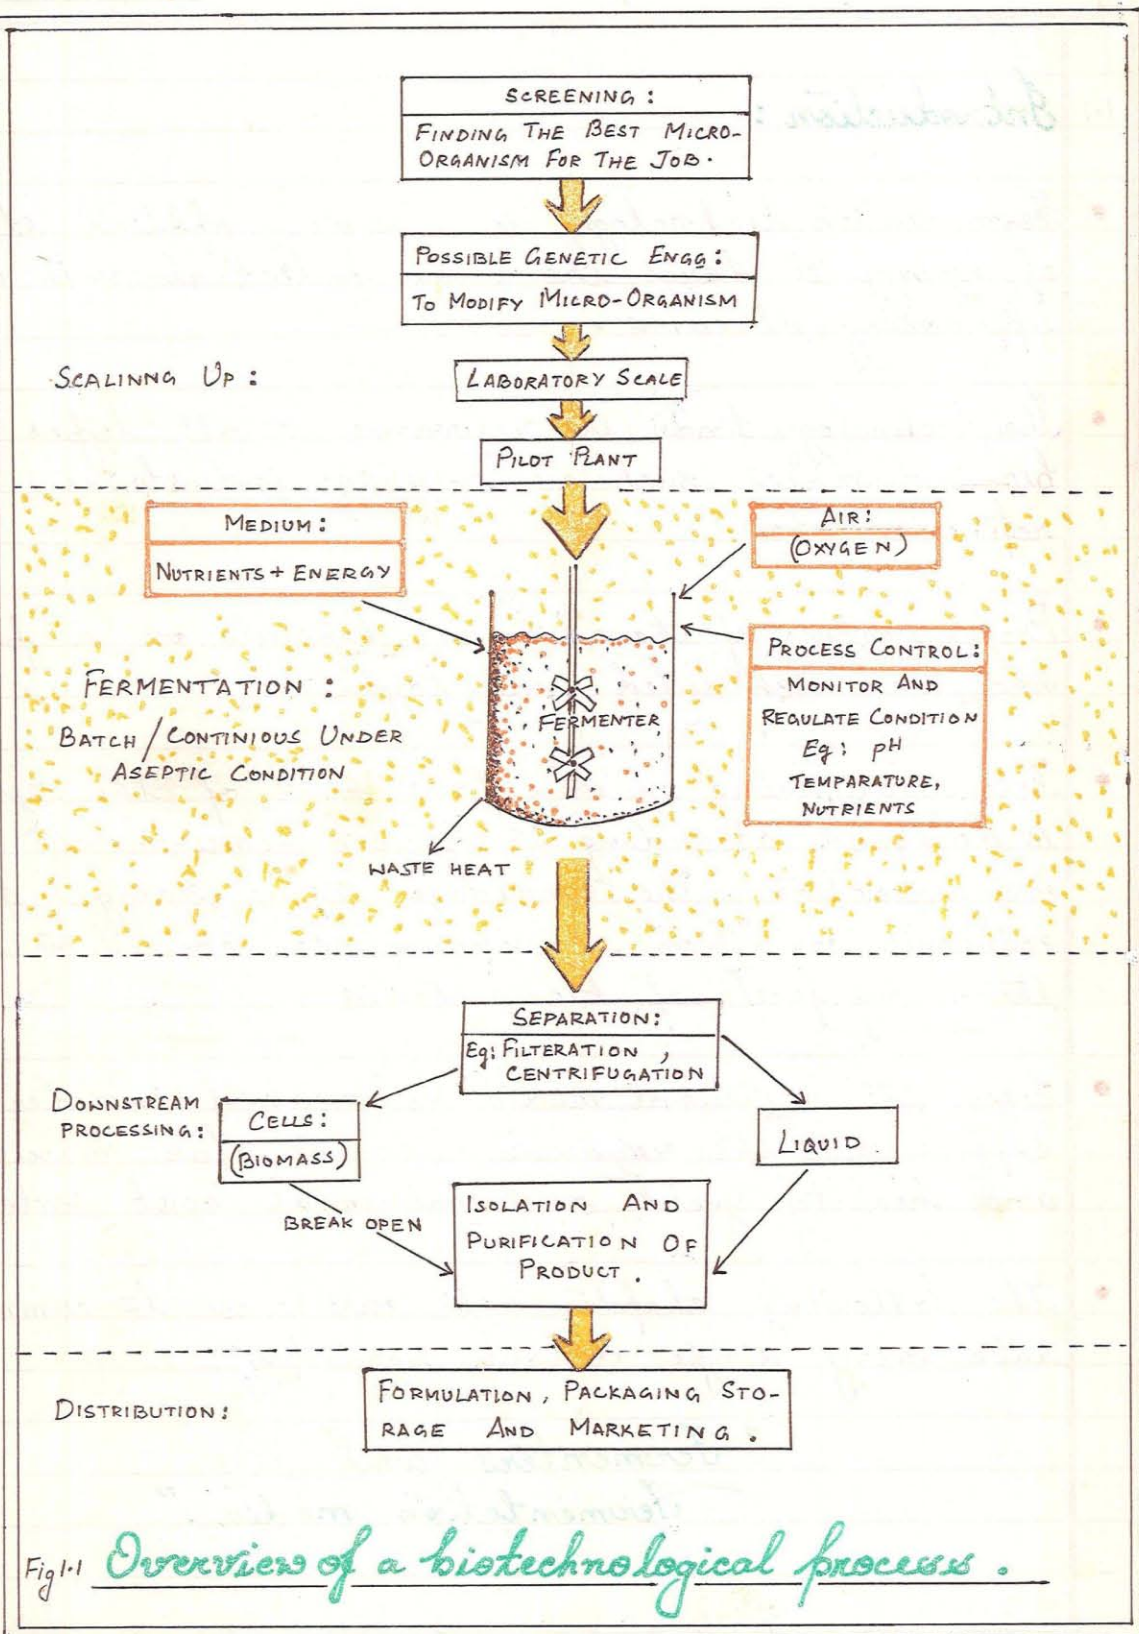 SCREENING:
FINDING THE BEST MICRO-
ORGANISM FOR THE JOB.
POSSIBLE GENETIC ENGG:
TO MODIFY MICRO-ORGANISM
SCALINNG UP:
LABORATORY SCALE
PILOT PLANT
MEDIUM:
NUTRIENTS + ENERGY
AIR:
(OXYGEN)
FERMENTATION:
BATCH/CONTINIOUS UNDER
ASEPTIC CONDITION
FERMENTER
PROCESS CONTROL:
MONITOR AND
REGULATE CONDITION
Eg: pH
TEMPARATURE,
NUTRIENTS
WASTE HEAT
SEPARATION:
Eg: FILTERATION,
CENTRIFUGATION
DOWNSTREAM
PROCESSING:
CELLS:
(BIOMASS)
LIQUID.
BREAK OPEN
ISOLATION AND
PURIFICATION OF
PRODUCT.
DISTRIBUTION:
FORMULATION, PACKAGING STO-
RAGE AND MARKETING.
Fig 1.1 Overview of a biotechnological process.